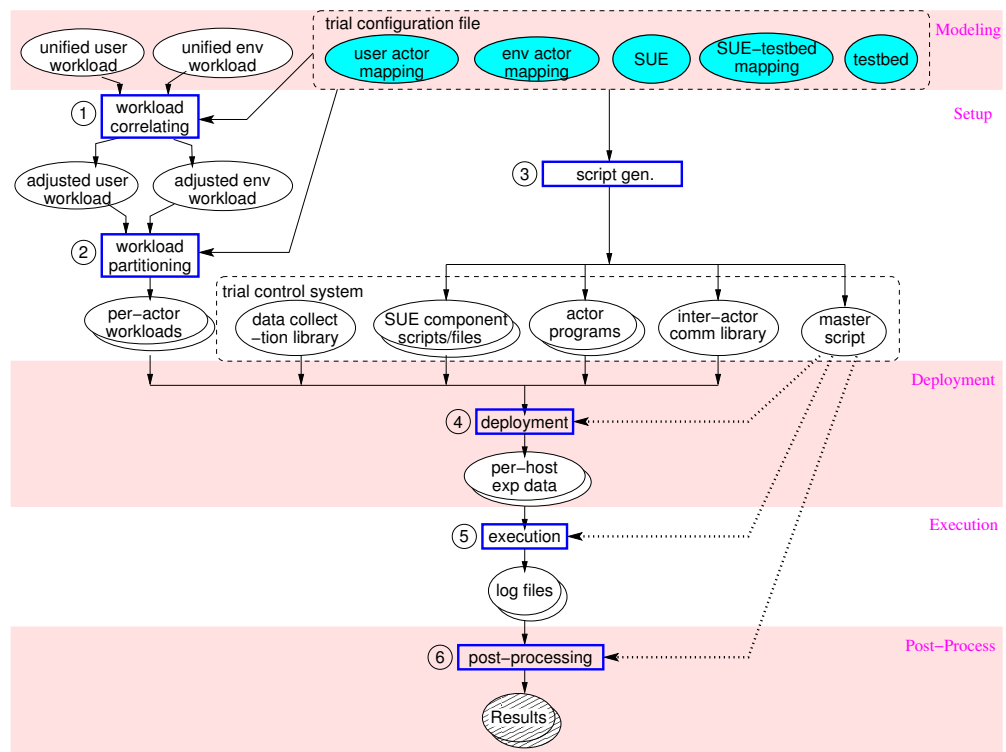 trial configuration file
Modeling
unified user
workload
unified env
workload
user actor
mapping
env actor
mapping
SUE
SUE−testbed
mapping
testbed
1
workload
correlating
Setup
adjusted user
workload
adjusted env
workload
3
script gen.
2
workload
partitioning
trial control system
per−actor
workloads
data collect
−tion library
SUE component
scripts/files
actor
programs
inter−actor
comm library
master
script
Deployment
4
deployment
per−host
exp data
Execution
5
execution
log files
Post−Process
6
post−processing
Results